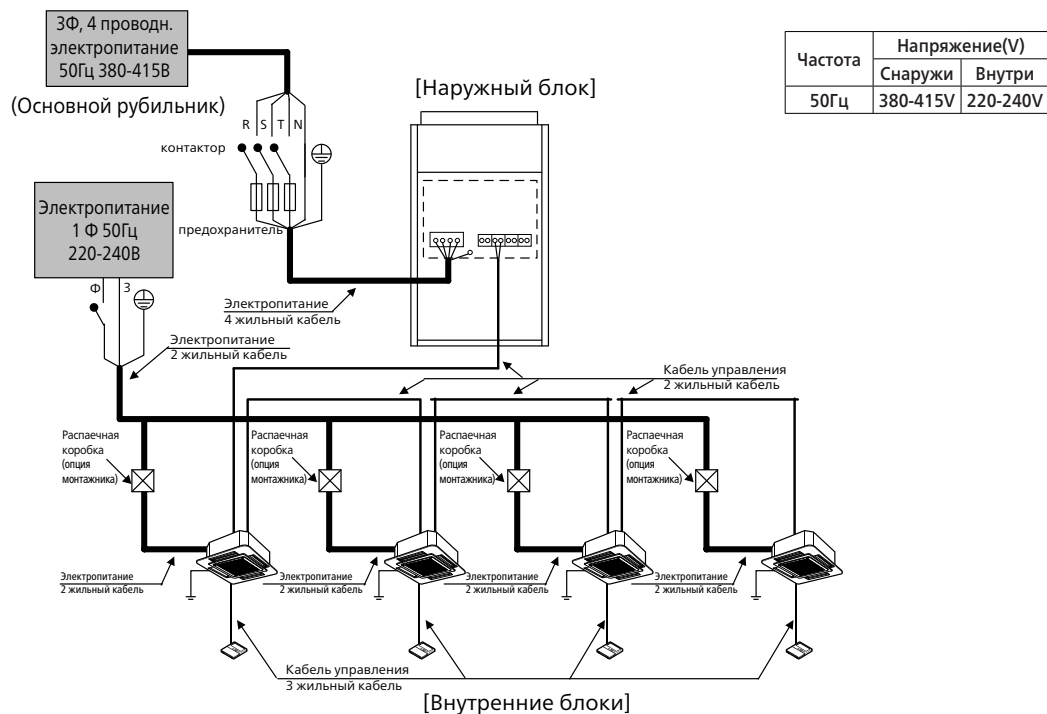 3Ф, 4 проводн.
электропитание
50Гц 380-415В
(Основной рубильник)
Частота
Напряжение(V)
Снаружи
Внутри
50Гц
380-415V
220-240V
[Наружный блок]
R S T N
контактор
предохранитель
Электропитание
1 Ф 50Гц
220-240В
Ф
З
Электропитание
4 жильный кабель
Электропитание
2 жильный кабель
Кабель управления
2 жильный кабель
Распаечная
коробка
(опция
монтажника)
Распаечная
коробка
(опция
монтажника)
Распаечная
коробка
(опция
монтажника)
Распаечная
коробка
(опция
монтажника)
Электропитание
2 жильный кабель
Электропитание
2 жильный кабель
Электропитание
2 жильный кабель
Электропитание
2 жильный кабель
Кабель управления
3 жильный кабель
[Внутренние блоки]